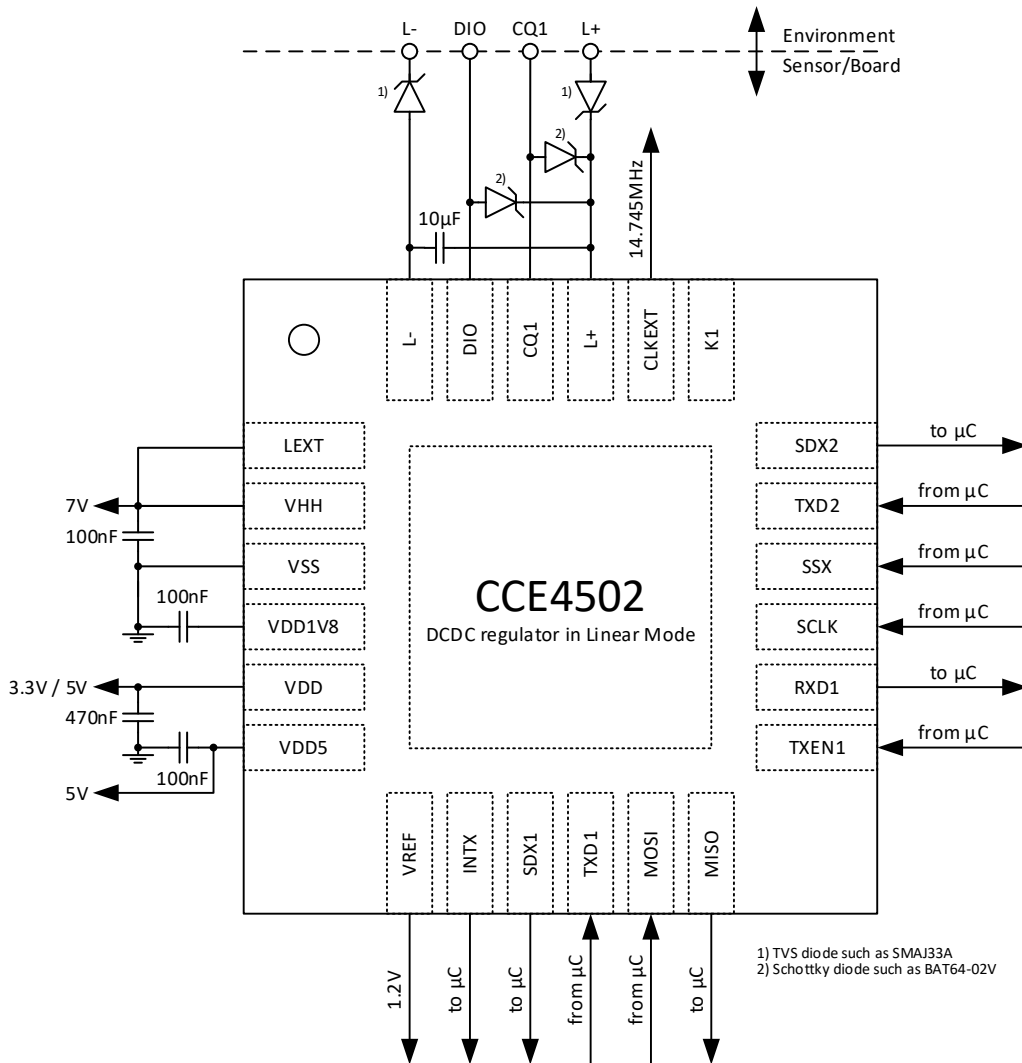 L- DIO CQ1 L+
Environment
Sensor/Board
1) 1)
2)
2)
10µF
14.745MHz
L- DIO CQ1 L+ CLKEXT K1
LEXT SDX2 to µC
7V VHH TXD2 from µC
100nF
VSS SSX from µC
100nF
VDD1V8 SCLK from µC
CCE4502
DCDC regulator in Linear Mode
3.3V / 5V VDD RXD1 to µC
470nF
VDD5 TXEN1 from µC
100nF
5V
VREF INTX SDX1 TXD1 MOSI MISO
1.2V to µC to µC from µC from µC to µC
1) TVS diode such as SMAJ33A
2) Schottky diode such as BAT64-02V